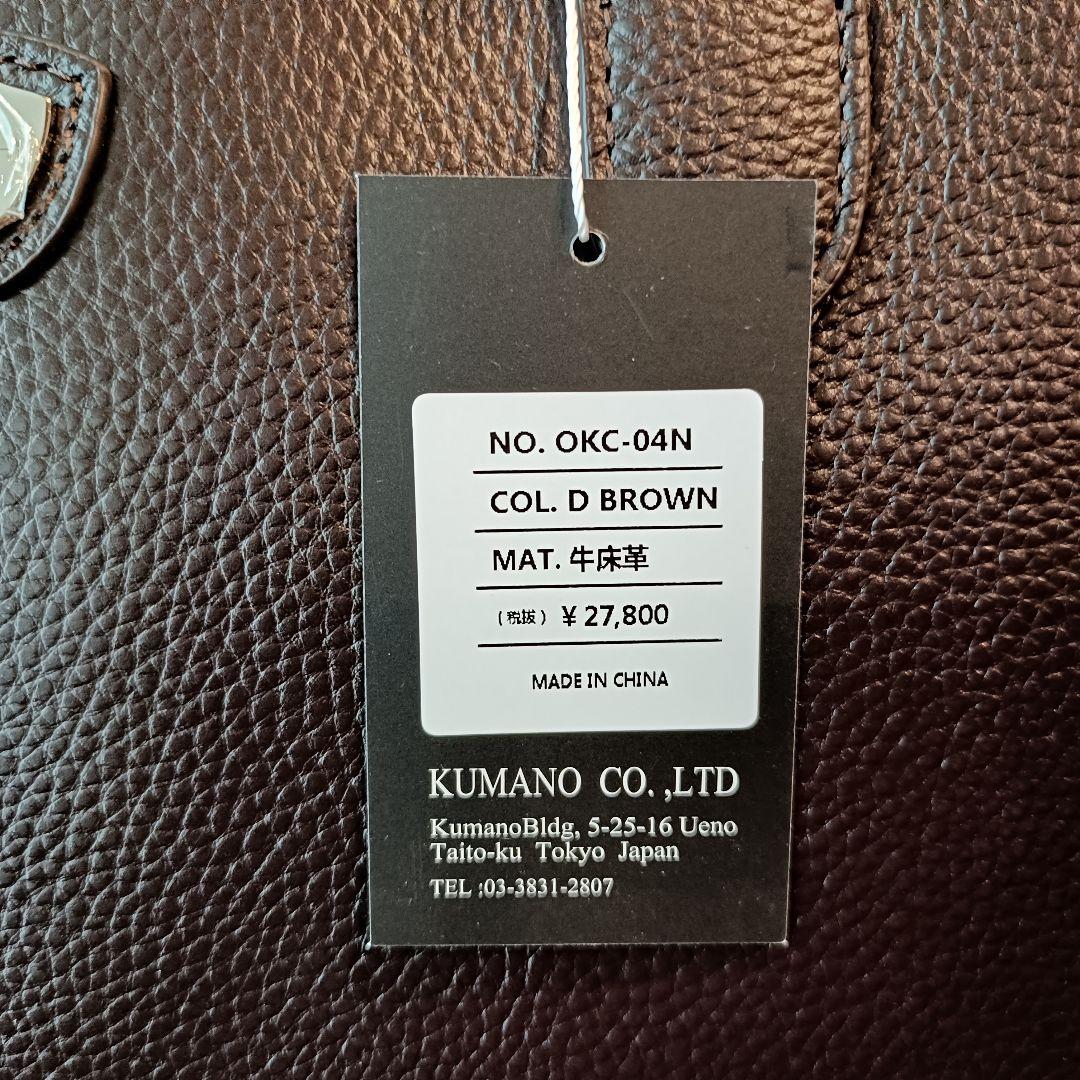 NO. OKC-04N
COL. D BROWN
MAT. 牛床革
(税抜) ¥27,800
MADE IN CHINA
KUMANO CO.,LTD
KumanoBldg, 5-25-16 Ueno
Taito-ku Tokyo Japan
TEL :03-3831-2807